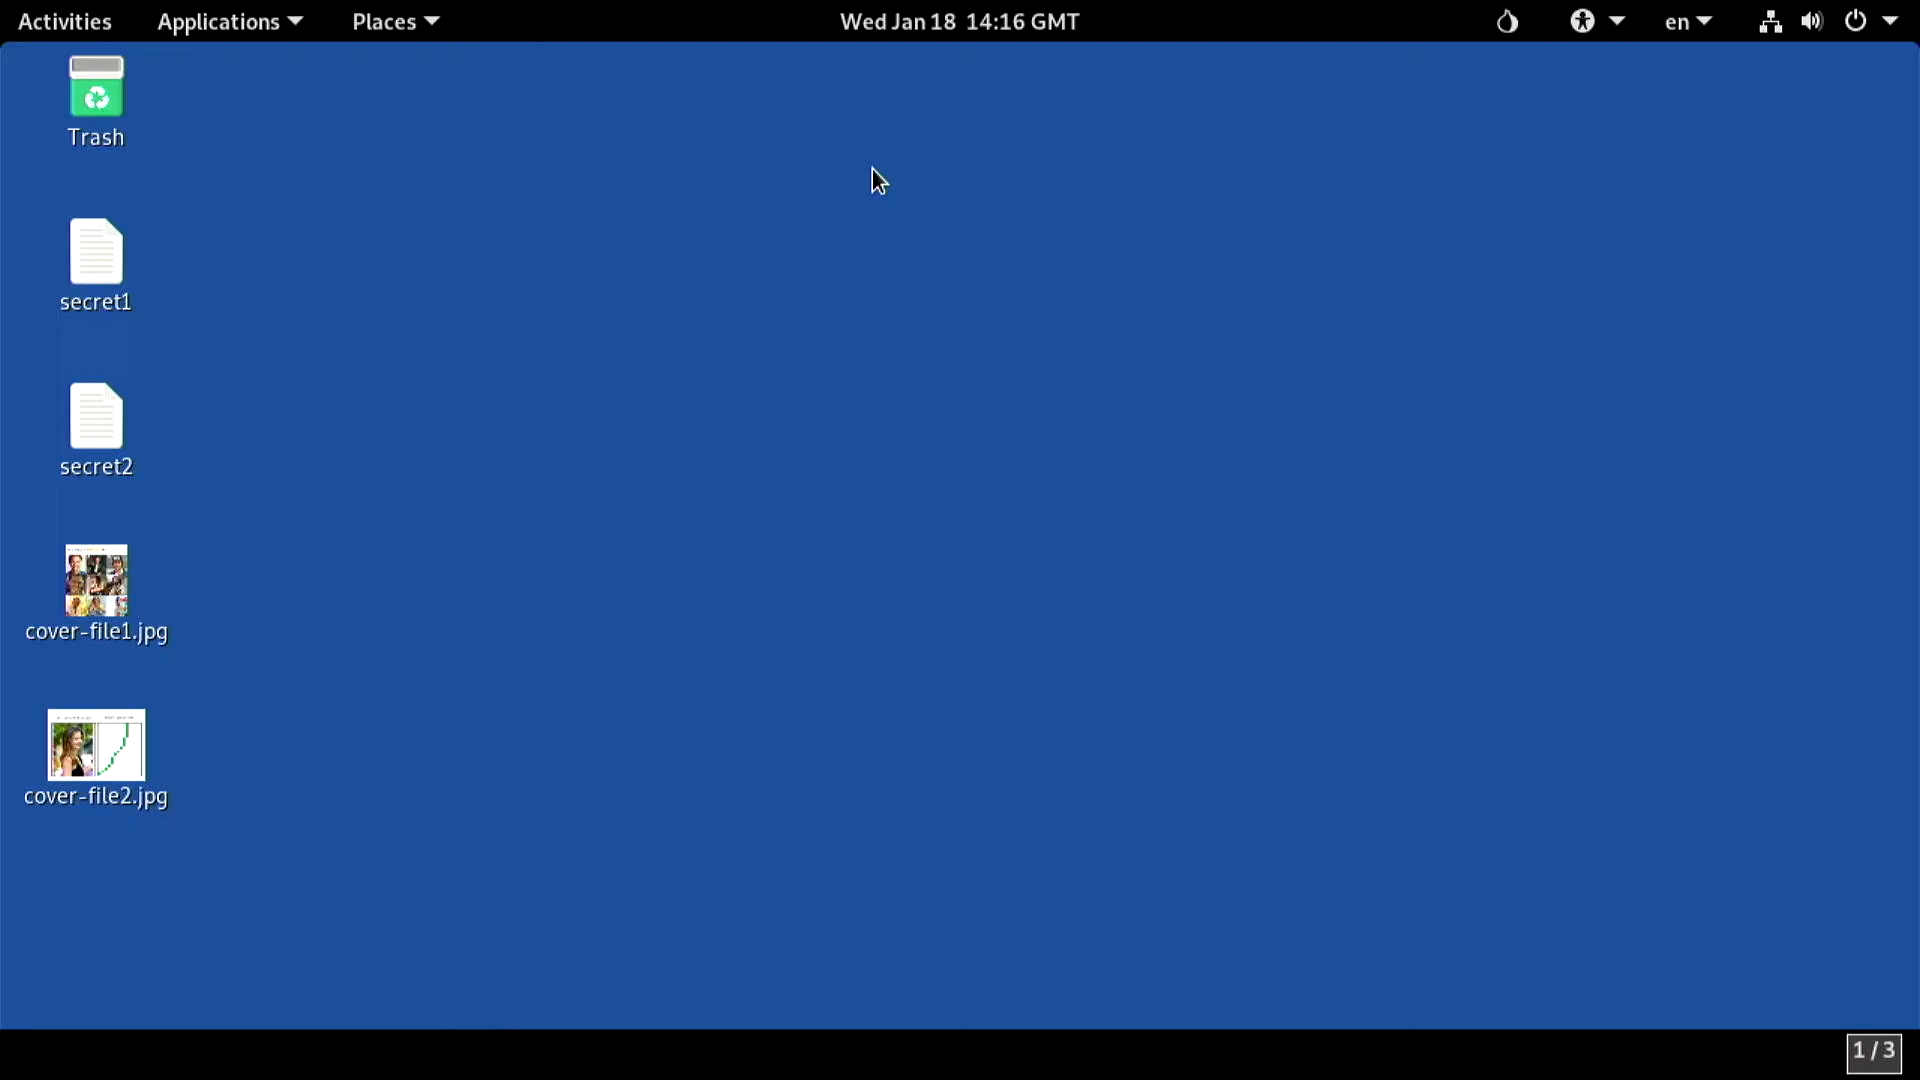 Activities Applications Places Wed Jan 18 14:16 GMT en
Trash
secret1
secret2
cover-file1.jpg
cover-file2.jpg
1 / 3